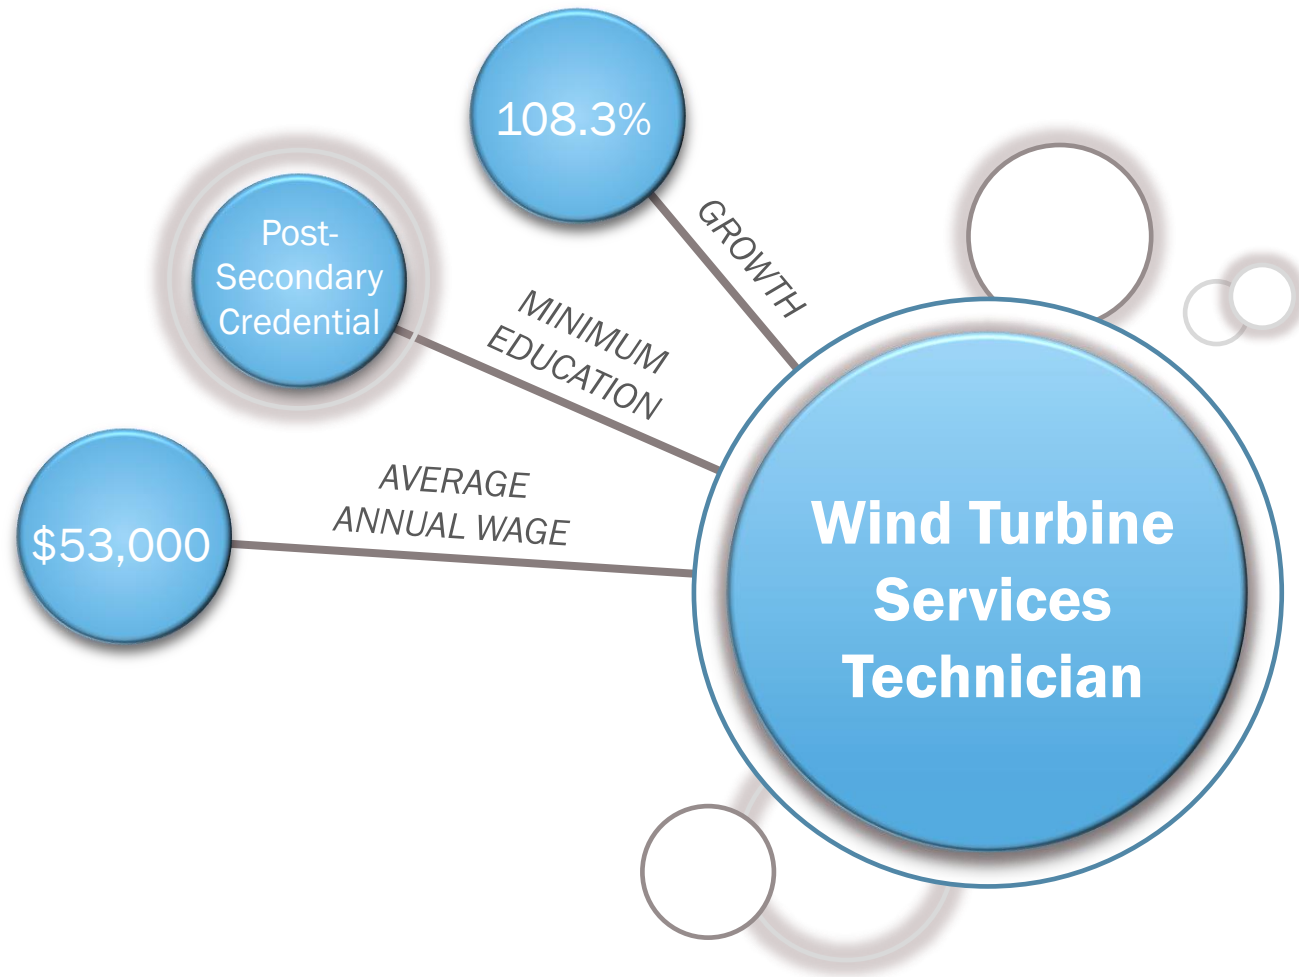 108.3%
GROWTH
Post-
Secondary
Credential
MINIMUM
EDUCATION
$53,000
AVERAGE
ANNUAL WAGE
Wind Turbine
Services
Technician